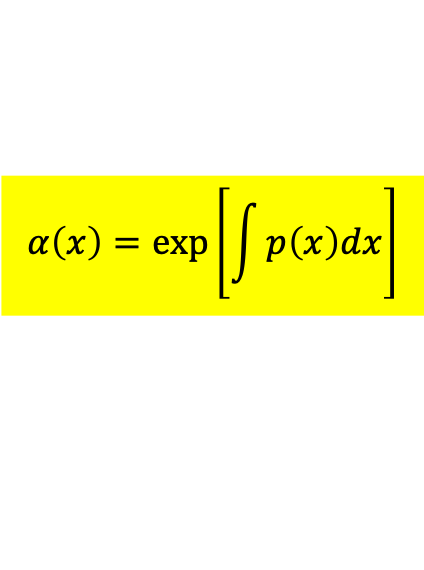 α(x) = exp[∫ p(x)dx]